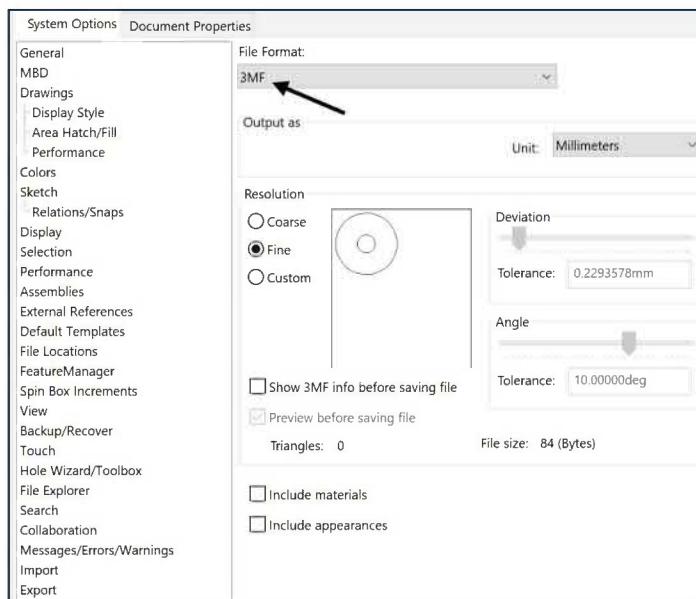 System Options
Document Properties
General
MBD
Drawings
Display Style
Area Hatch/Fill
Performance
Colors
Sketch
Relations/Snaps
Display
Selection
Performance
Assemblies
External References
Default Templates
File Locations
FeatureManager
Spin Box Increments
View
Backup/Recover
Touch
Hole Wizard/Toolbox
File Explorer
Search
Collaboration
Messages/Errors/Warnings
Import
Export
File Format:
3MF
Output as
Unit: Millimeters
Resolution
Coarse
Fine
Custom
Deviation
Tolerance: 0.2293578mm
Angle
Tolerance: 10.00000deg
Show 3MF info before saving file
Preview before saving file
Triangles: 0
File size: 84 (Bytes)
Include materials
Include appearances